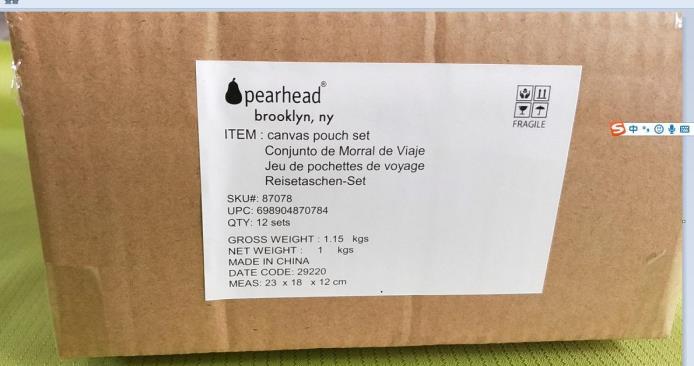 pearhead®
brooklyn, ny
FRAGILE
ITEM : canvas pouch set
Conjunto de Morral de Viaje
Jeu de pochettes de voyage
Reisetaschen-Set
SKU#: 87078
UPC: 698904870784
QTY: 12 sets
GROSS WEIGHT : 1.15 kgs
NET WEIGHT : 1 kgs
MADE IN CHINA
DATE CODE: 29220
MEAS: 23 x 18 x 12 cm
中